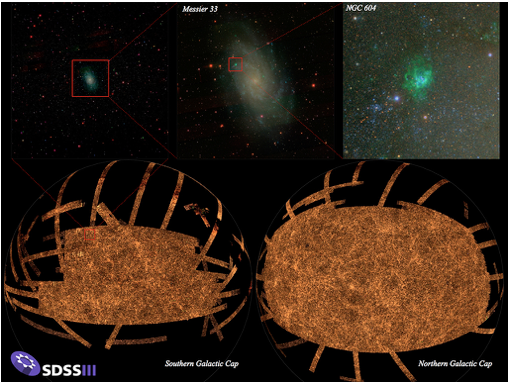 Messier 33
NGC 604
Southern Galactic Cap
Northern Galactic Cap
SDSSIII